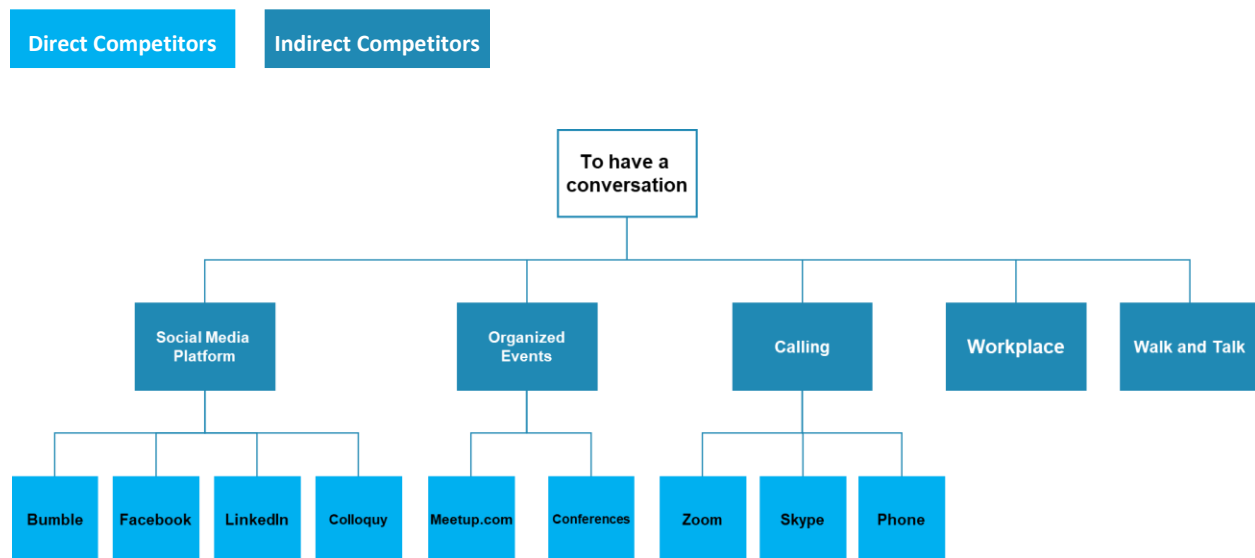 Direct Competitors
Indirect Competitors
To have a
conversation
Social Media
Platform
Organized
Events
Calling
Workplace
Walk and Talk
Bumble
Facebook
LinkedIn
Colloquy
Meetup.com
Conferences
Zoom
Skype
Phone